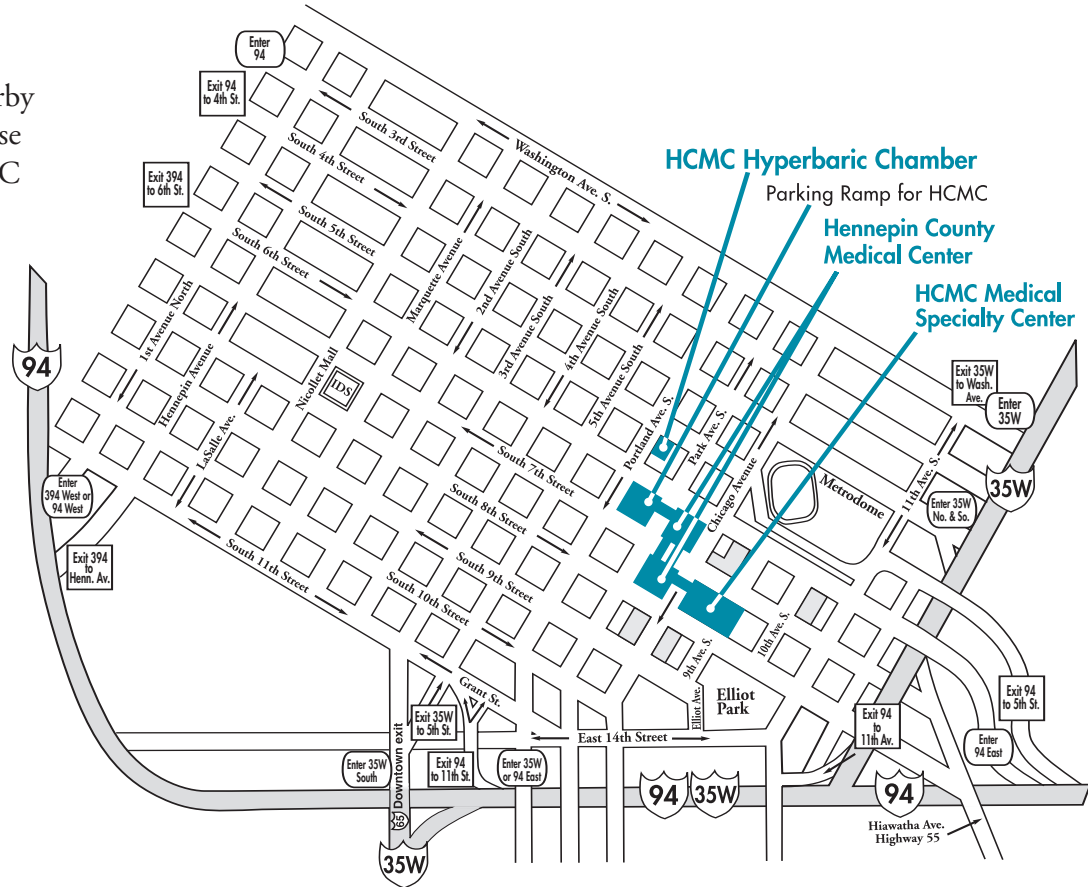 rby
se
C
Enter
94
Exit 94
to 4th St.
Exit 394
to 6th St.
South 3rd Street
South 4th Street
South 5th Street
South 6th Street
Washington Ave. S.
HCMC Hyperbaric Chamber
Parking Ramp for HCMC
Hennepin County
Medical Center
HCMC Medical
Specialty Center
94
1st Avenue North
Hennepin Avenue
LaSalle Ave.
Nicollet Mall
IDS
Marquette Avenue
2nd Avenue South
3rd Avenue South
4th Avenue South
5th Avenue South
Portland Ave. S.
Park Ave. S.
Chicago Avenue
Metrodome
11th Ave. S.
Exit 35W
to Wash.
Ave.
Enter
35W
35W
Enter 35W
No. & So.
Enter
394 West or
94 West
Exit 394
to
Henn. Av.
South 7th Street
South 8th Street
South 9th Street
South 10th Street
South 11th Street
9th Ave. S.
10th Ave. S.
Elliot Ave.
Elliot
Park
Grant St.
East 14th Street
Exit 35W
to 5th St.
Enter 35W
South
Downtown exit
65
35W
Exit 94
to 11th St.
Enter 35W
or 94 East
94
35W
Exit 94
to
11th Av.
94
Enter
94 East
Exit 94
to 5th St.
Hiawatha Ave.
Highway 55